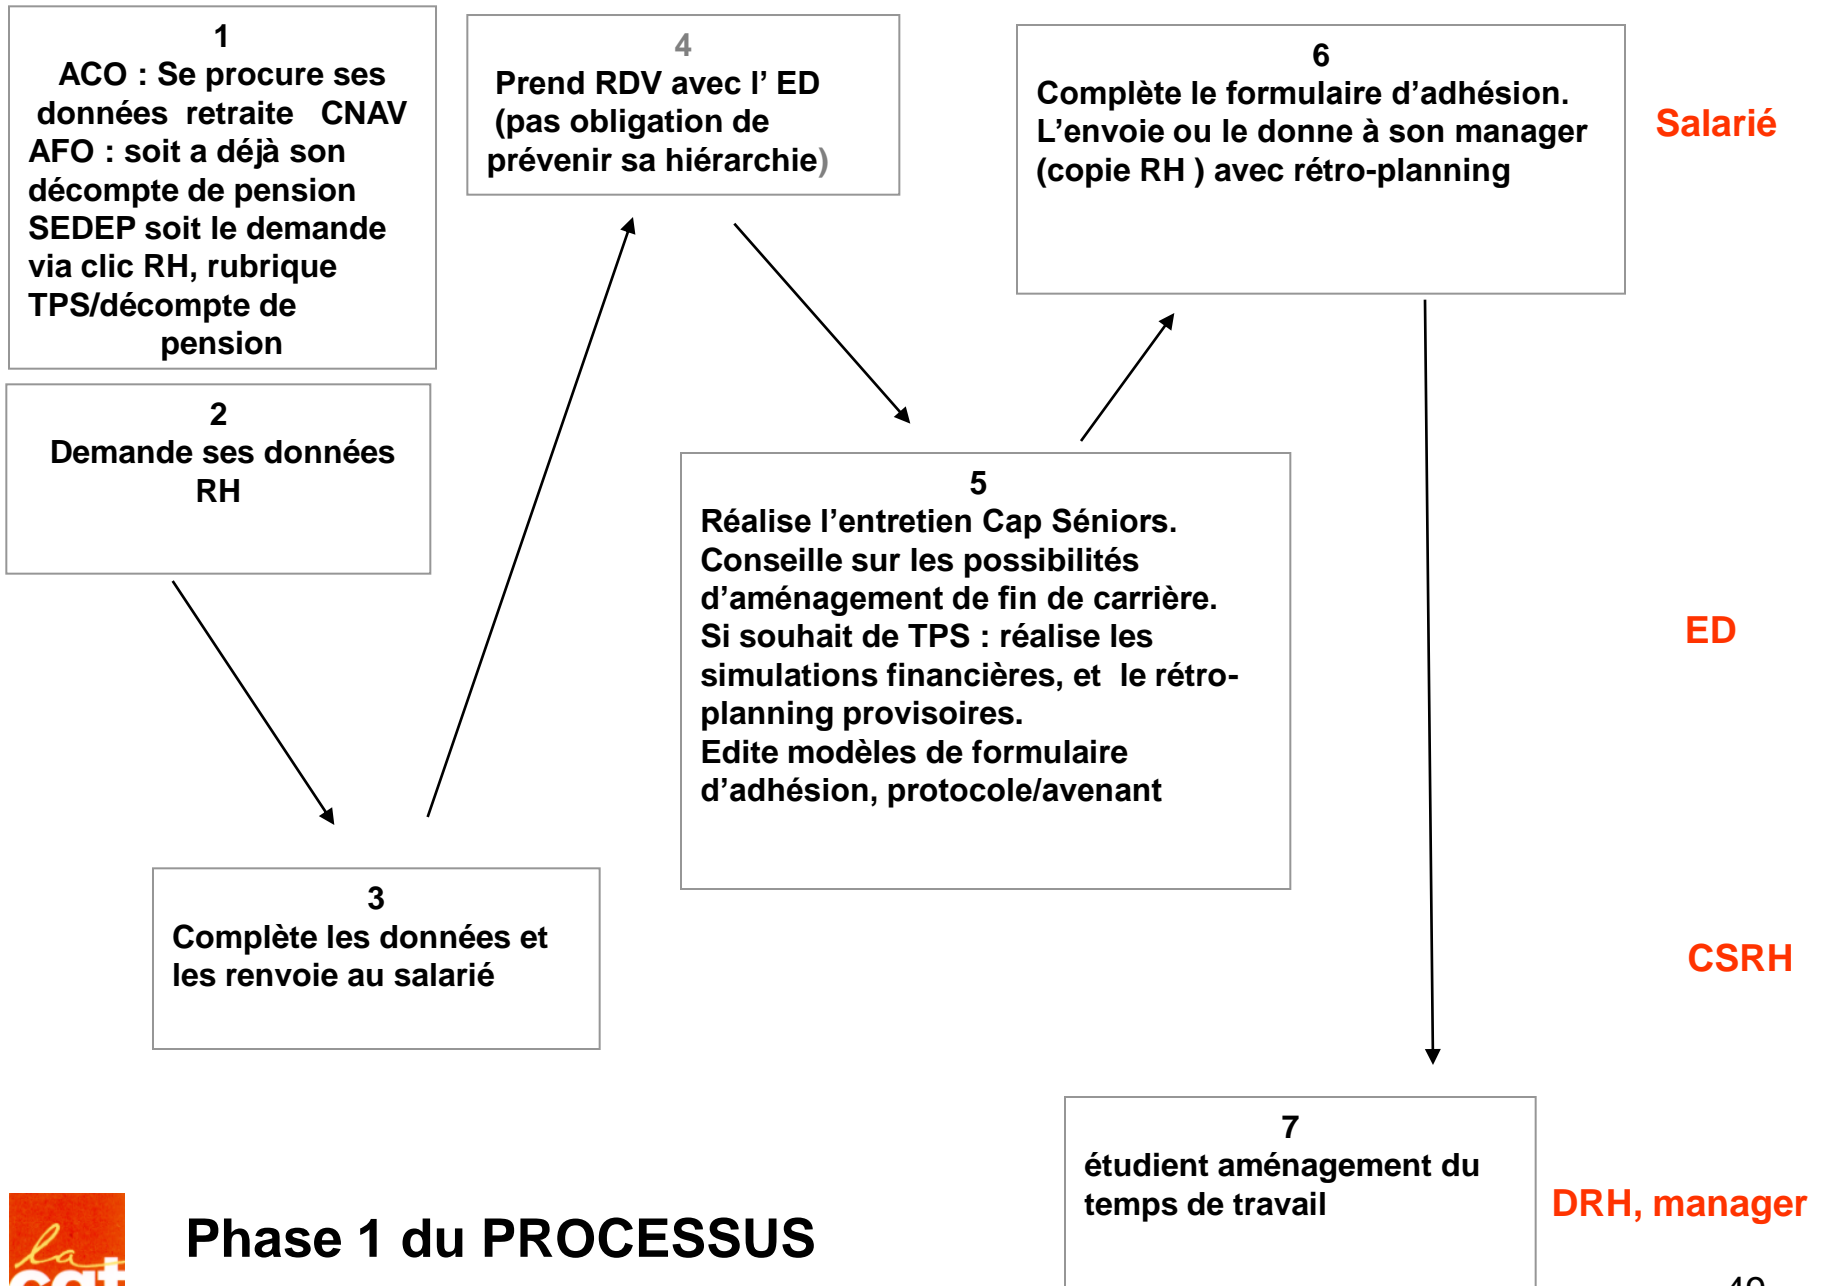 1
ACO : Se procure ses
données retraite CNAV
AFO : soit a déjà son
décompte de pension
SEDEP soit le demande
via clic RH, rubrique
TPS/décompte de
pension
2
Demande ses données
RH
3
Complète les données et
les renvoie au salarié
4
Prend RDV avec l’ ED
(pas obligation de
prévenir sa hiérarchie)
5
Réalise l’entretien Cap Séniors.
Conseille sur les possibilités
d’aménagement de fin de carrière.
Si souhait de TPS : réalise les
simulations financières, et le rétro-
planning provisoires.
Edite modèles de formulaire
d’adhésion, protocole/avenant
6
Complète le formulaire d’adhésion.
L’envoie ou le donne à son manager
(copie RH ) avec rétro-planning
7
étudient aménagement du
temps de travail
Salarié
ED
CSRH
DRH, manager
la
cgt
Phase 1 du PROCESSUS